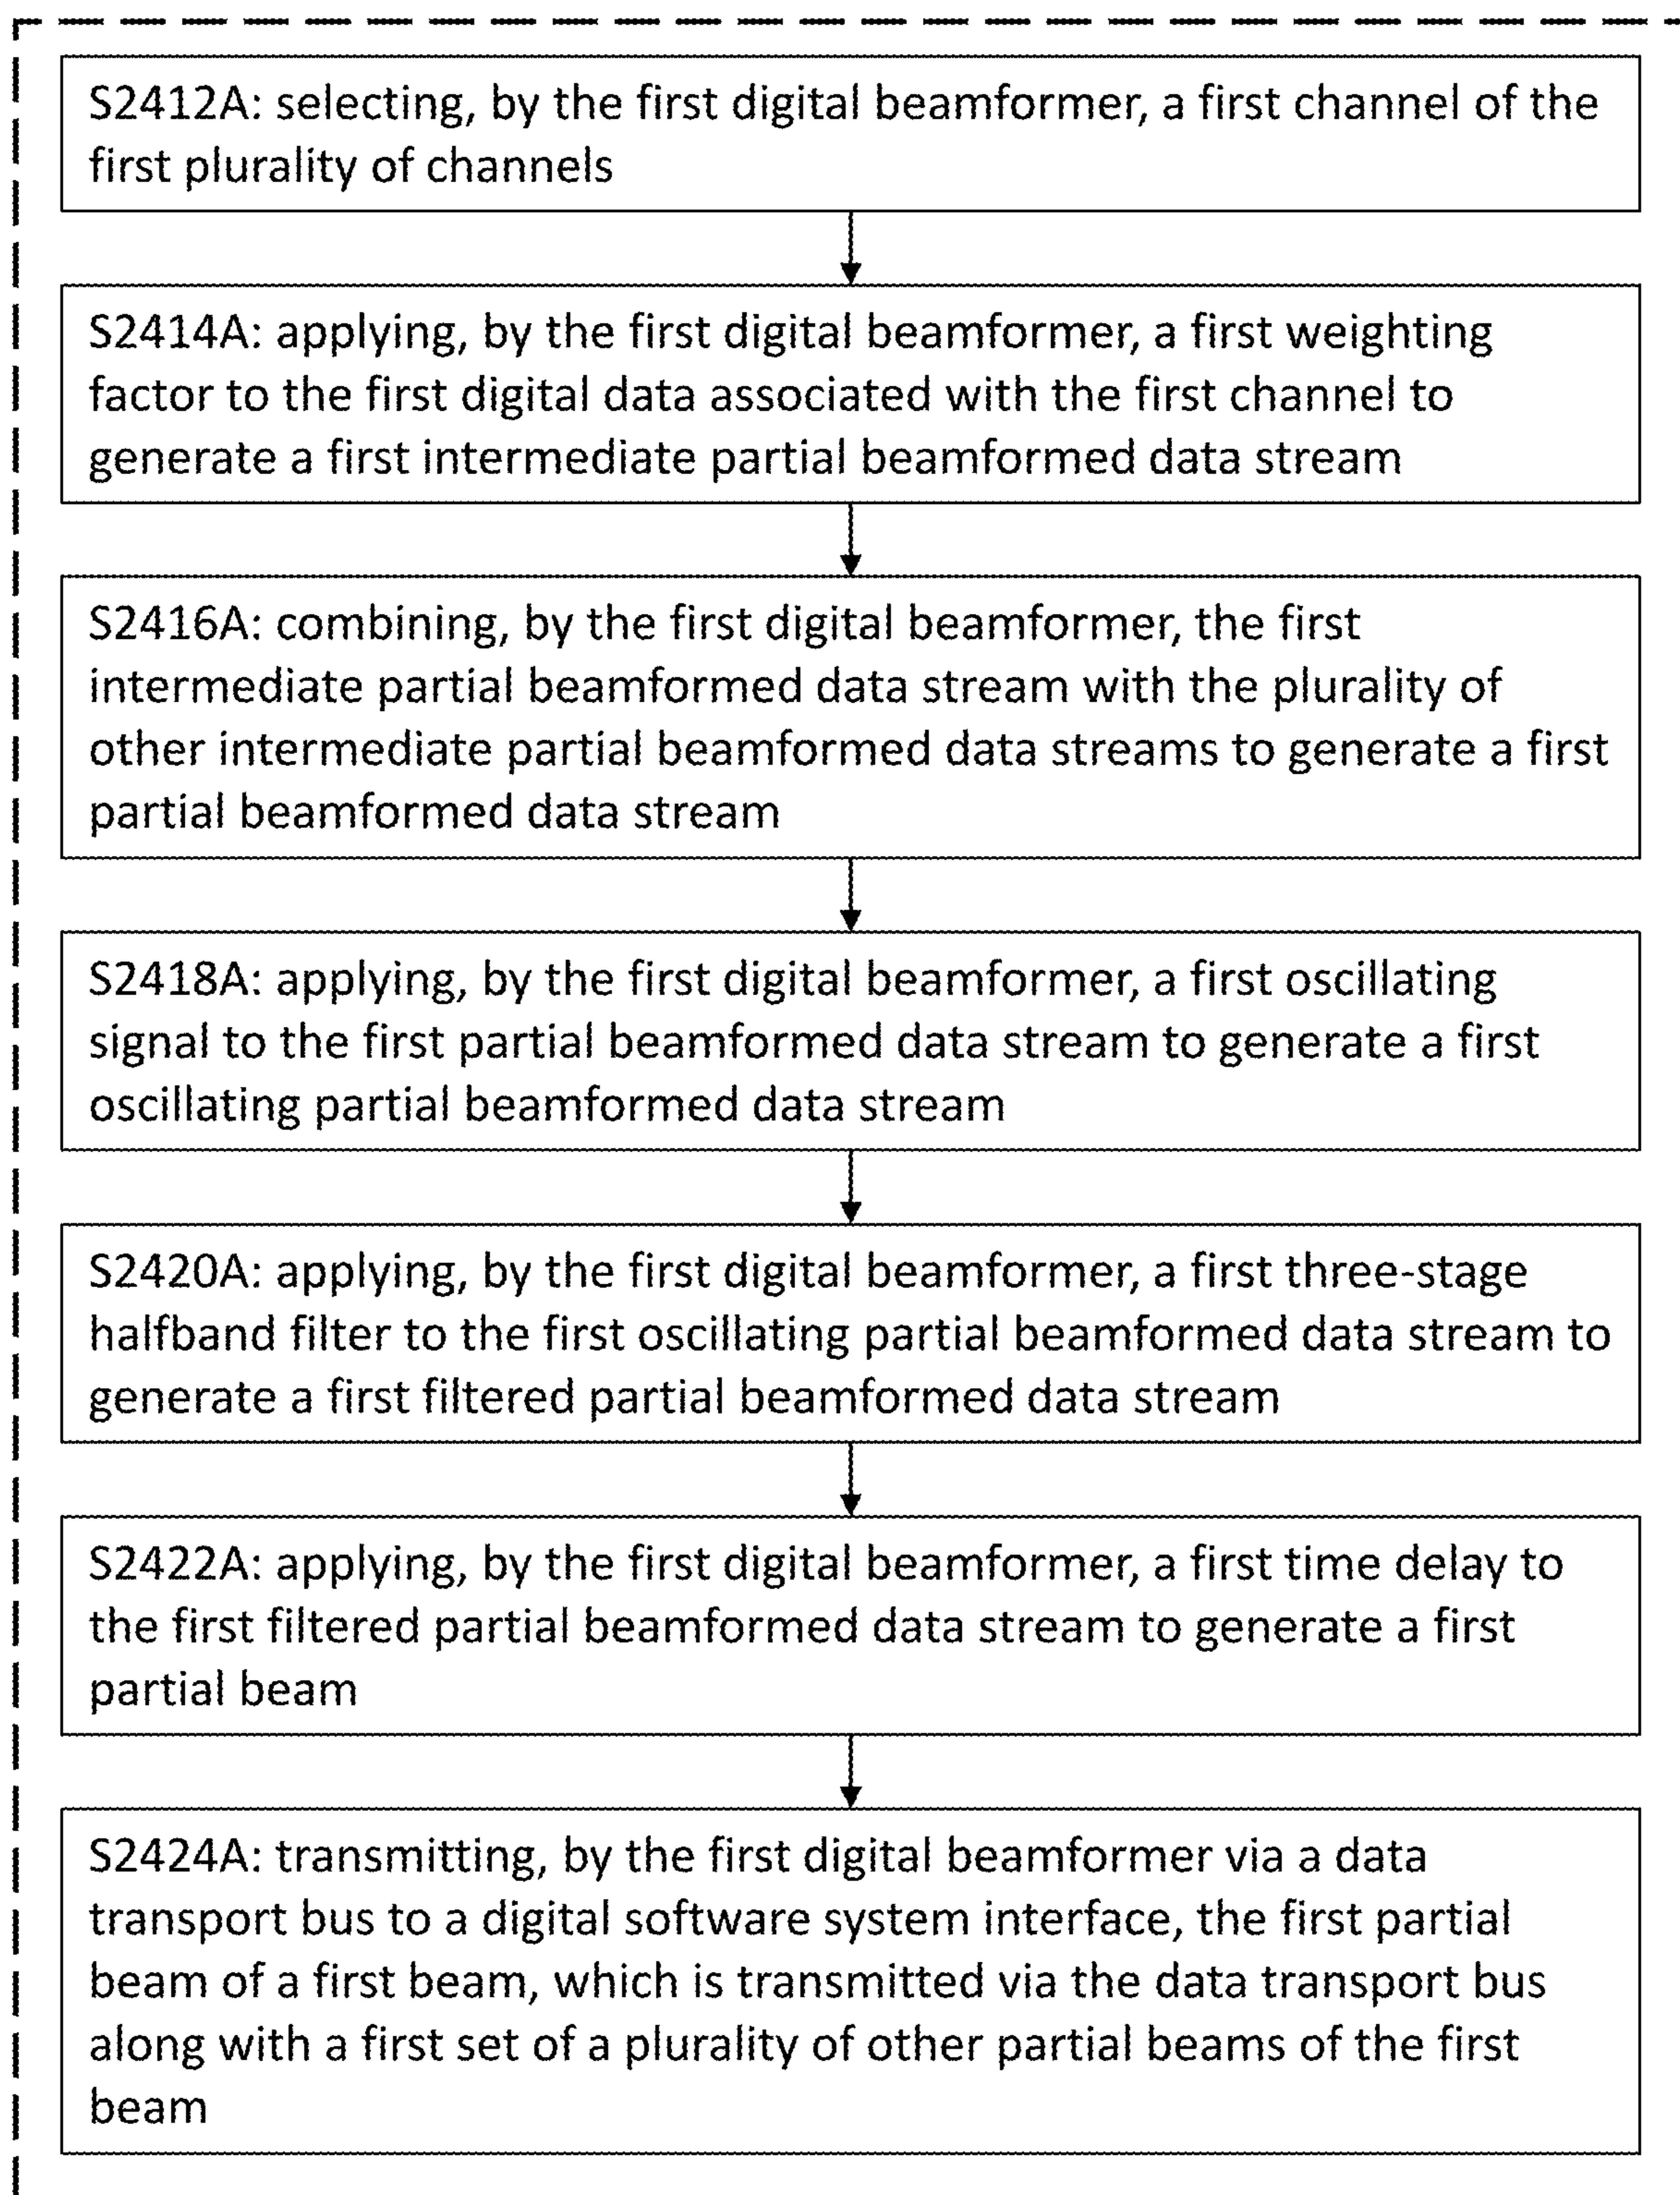 S2412A: selecting, by the first digital beamformer, a first channel of the
first plurality of channels
S2414A: applying, by the first digital beamformer, a first weighting
factor to the first digital data associated with the first channel to
generate a first intermediate partial beamformed data stream
S2416A: combining, by the first digital beamformer, the first
intermediate partial beamformed data stream with the plurality of
other intermediate partial beamformed data streams to generate a first
partial beamformed data stream
S2418A: applying, by the first digital beamformer, a first oscillating
signal to the first partial beamformed data stream to generate a first
oscillating partial beamformed data stream
S2420A: applying, by the first digital beamformer, a first three-stage
halfband filter to the first oscillating partial beamformed data stream to
generate a first filtered partial beamformed data stream
S2422A: applying, by the first digital beamformer, a first time delay to
the first filtered partial beamformed data stream to generate a first
partial beam
S2424A: transmitting, by the first digital beamformer via a data
transport bus to a digital software system interface, the first partial
beam of a first beam, which is transmitted via the data transport bus
along with a first set of a plurality of other partial beams of the first
beam